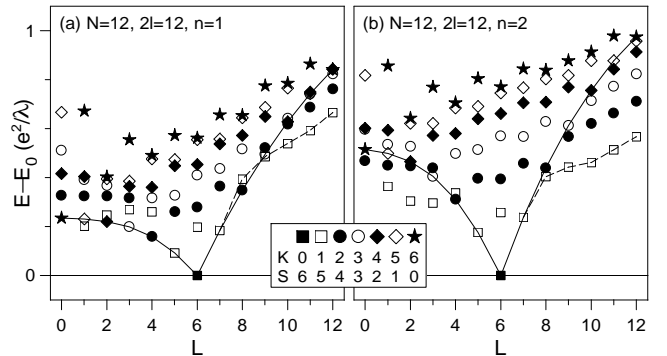 (a) N=12, 2l=12, n=1
(b) N=12, 2l=12, n=2
1
0
E–E₀ (e²/λ)
K 0 1 2 3 4 5 6
S 6 5 4 3 2 1 0
0 2 4 6 8 10 12
0 2 4 6 8 10 12
L
L